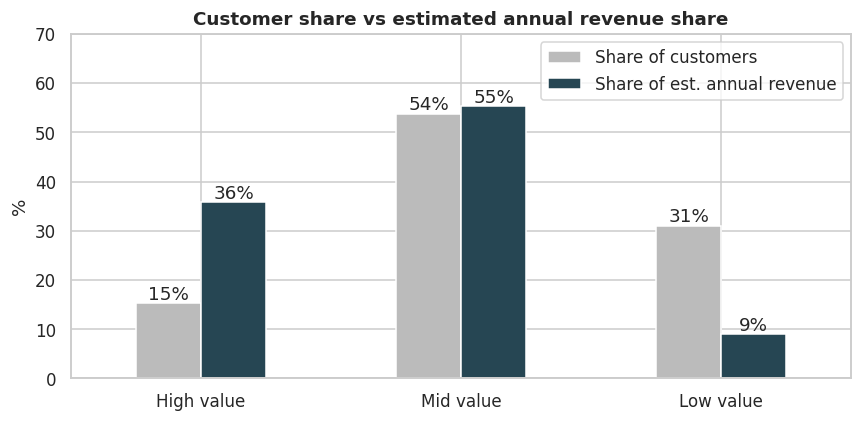 Customer share vs estimated annual revenue share
Share of customers
Share of est. annual revenue
%
70
60
50
40
30
20
10
0
15%
36%
54%
55%
31%
9%
High value
Mid value
Low value